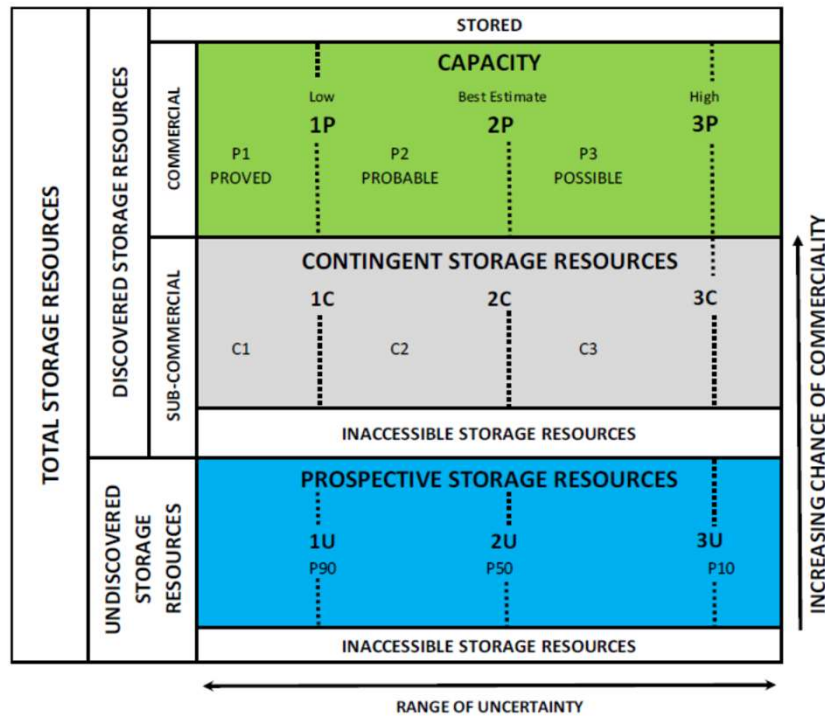 STORED
CAPACITY
Low Best Estimate High
1P 2P 3P
P1 P2 P3
PROVED PROBABLE POSSIBLE
CONTINGENT STORAGE RESOURCES
1C 2C 3C
C1 C2 C3
INACCESSIBLE STORAGE RESOURCES
PROSPECTIVE STORAGE RESOURCES
1U 2U 3U
P90 P50 P10
INACCESSIBLE STORAGE RESOURCES
TOTAL STORAGE RESOURCES
DISCOVERED STORAGE RESOURCES
UNDISCOVERED
STORAGE
RESOURCES
COMMERCIAL
SUB-COMMERCIAL
INCREASING CHANCE OF COMMERCIALITY
RANGE OF UNCERTAINTY